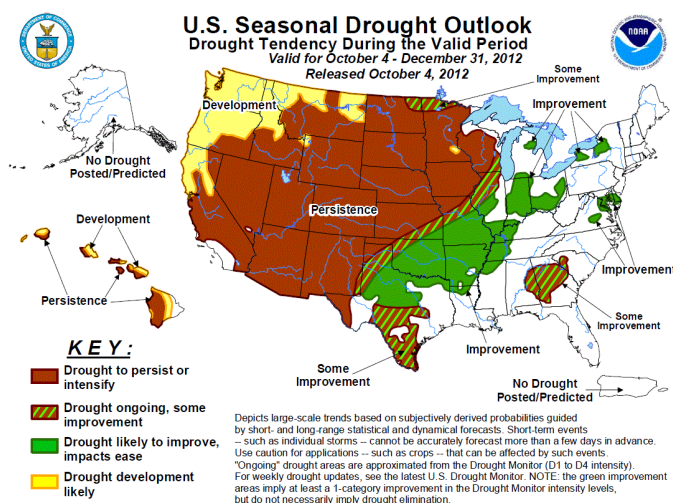 U.S. Seasonal Drought Outlook
Drought Tendency During the Valid Period
Valid for October 4 - December 31, 2012
Released October 4, 2012
DEPARTMENT OF COMMERCE
UNITED STATES OF AMERICA
NOAA
Some
Improvement
Improvement
Development
No Drought
Posted/Predicted
Development
Persistence
Persistence
Improvement
Some
Improvement
Improvement
Some
Improvement
No Drought
Posted/Predicted
KEY:
Drought to persist or
intensify
Drought ongoing, some
improvement
Drought likely to improve,
impacts ease
Drought development
likely
Depicts large-scale trends based on subjectively derived probabilities guided
by short- and long-range statistical and dynamical forecasts. Short-term events
-- such as individual storms -- cannot be accurately forecast more than a few days in advance.
Use caution for applications -- such as crops -- that can be affected by such events.
"Ongoing" drought areas are approximated from the Drought Monitor (D1 to D4 intensity).
For weekly drought updates, see the latest U.S. Drought Monitor. NOTE: the green improvement
areas imply at least a 1-category improvement in the Drought Monitor intensity levels,
but do not necessarily imply drought elimination.